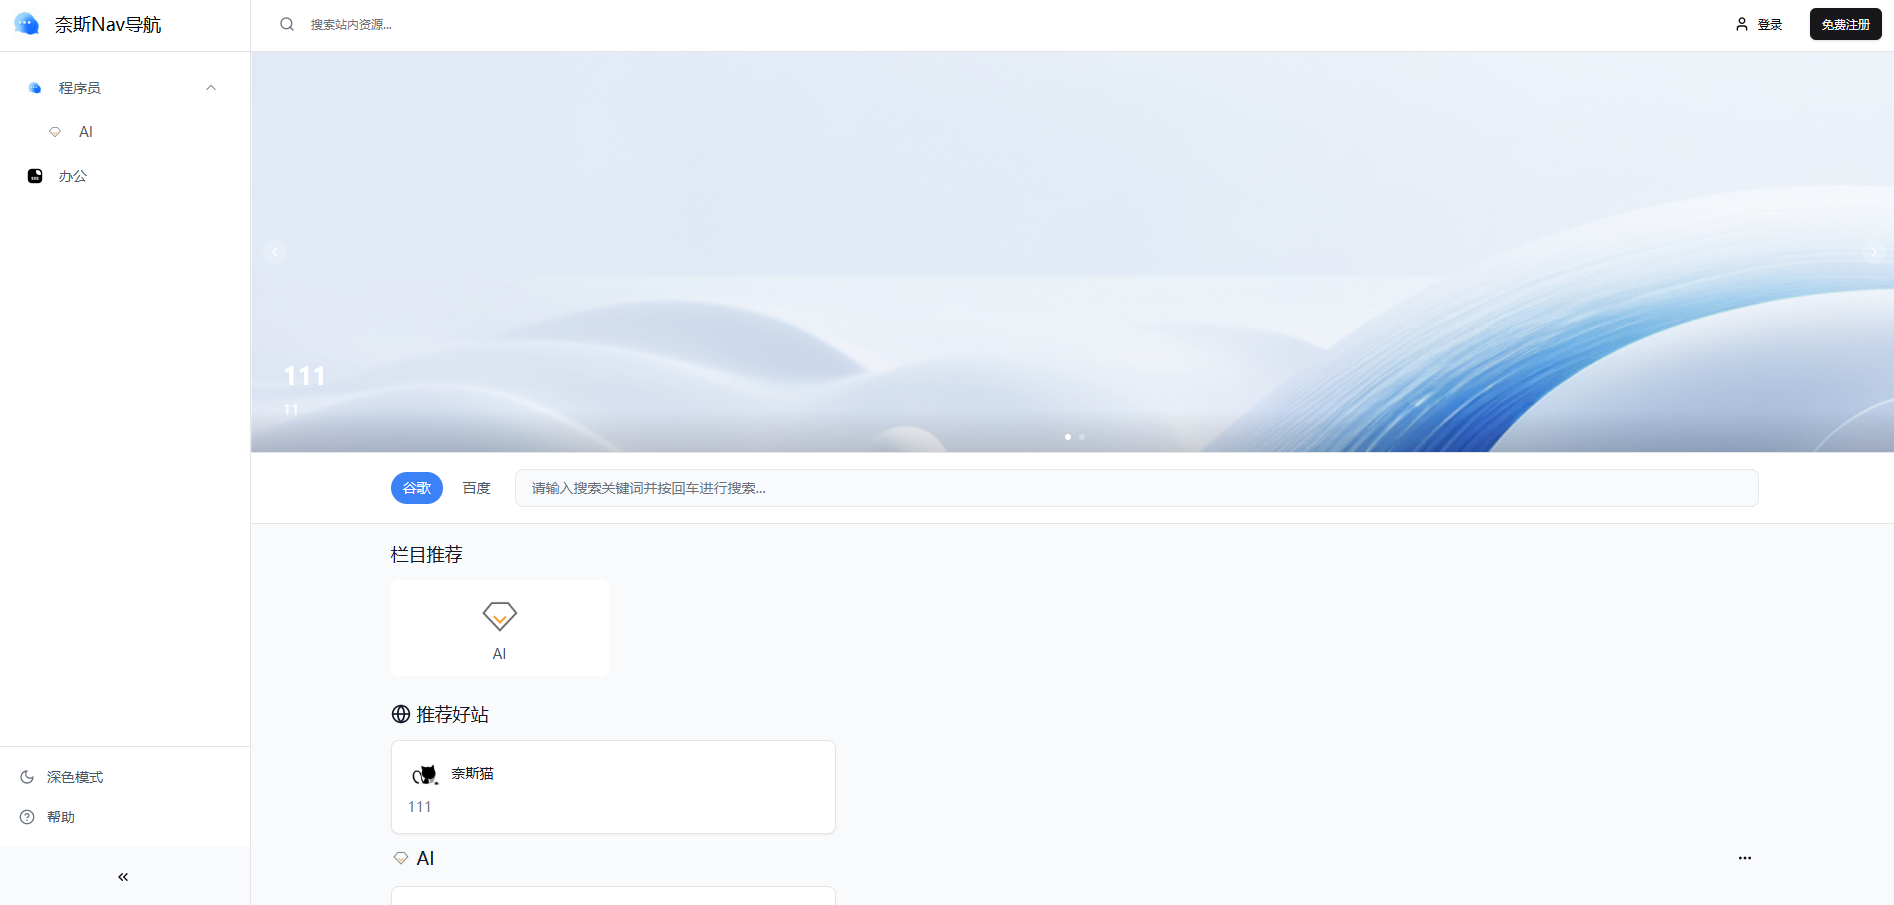 奈斯Nav导航
搜索站内资源...
登录
免费注册
程序员
AI
办公
111
11
谷歌
百度
请输入搜索关键词并按回车进行搜索...
栏目推荐
AI
推荐好站
奈斯猫
111
AI
深色模式
帮助